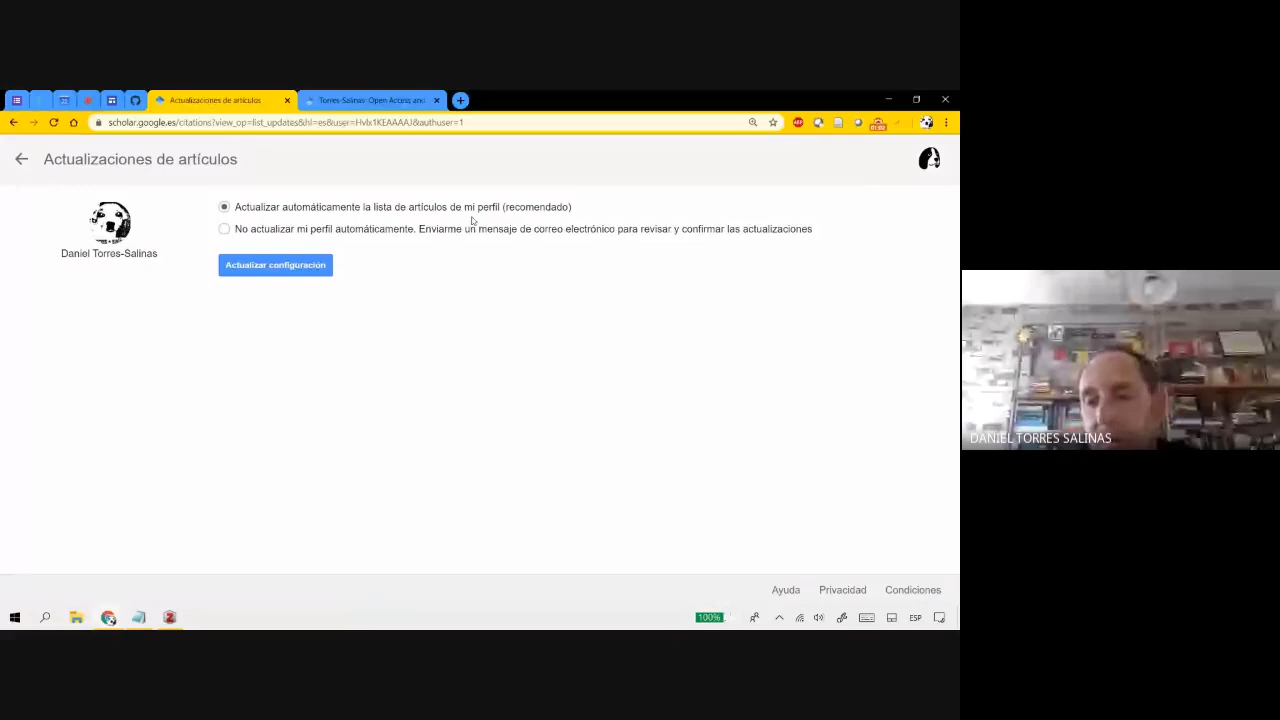 Actualizaciones de artículos
Torres-Salinas- Open Access and
scholar.google.es/citations?view_op=list_updates&hl=es&user=HvIx1KEAAAAJ&authuser=1
Actualizaciones de artículos
Daniel Torres-Salinas
Actualizar automáticamente la lista de artículos de mi perfil (recomendado)
No actualizar mi perfil automáticamente. Enviarme un mensaje de correo electrónico para revisar y confirmar las actualizaciones
Actualizar configuración
DANIEL TORRES SALINAS
Ayuda
Privacidad
Condiciones
100%
ESP